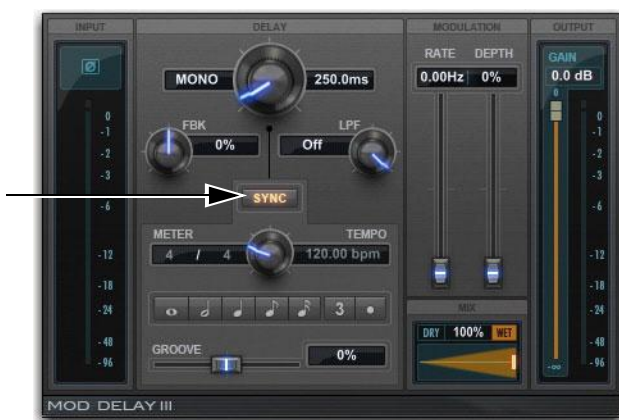 INPUT
DELAY
MODULATION
OUTPUT
MONO
250.0ms
FBK
0%
LPF
Off
SYNC
METER
4 / 4
TEMPO
120.00 bpm
3
GROOVE
0%
RATE DEPTH
0.00Hz 0%
MIX
DRY 100% WET
GAIN
0.0 dB
0
0
-1
-2
-3
-6
-12
-18
-24
-48
-96
0
-1
-2
-3
-6
-12
-18
-24
-48
-96
-∞
MOD DELAY III